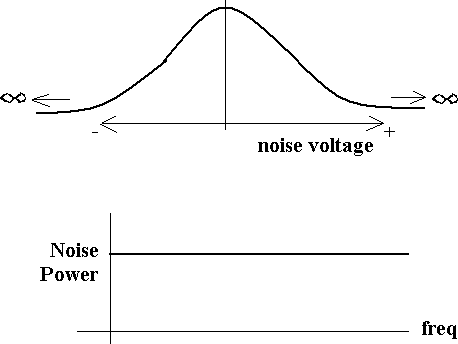 ∞ ∞
- +
noise voltage
Noise
Power
freq